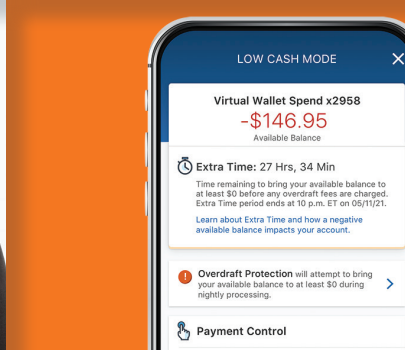 LOW CASH MODE
Virtual Wallet Spend x2958
-$146.95
Available Balance
Extra Time: 27 Hrs, 34 Min
Time remaining to bring your available balance to
at least $0 before any overdraft fees are charged.
Extra Time period ends at 10 p.m. ET on 05/11/21.
Learn about Extra Time and how a negative
available balance impacts your account.
Overdraft Protection will attempt to bring
your available balance to at least $0 during
nightly processing.
Payment Control